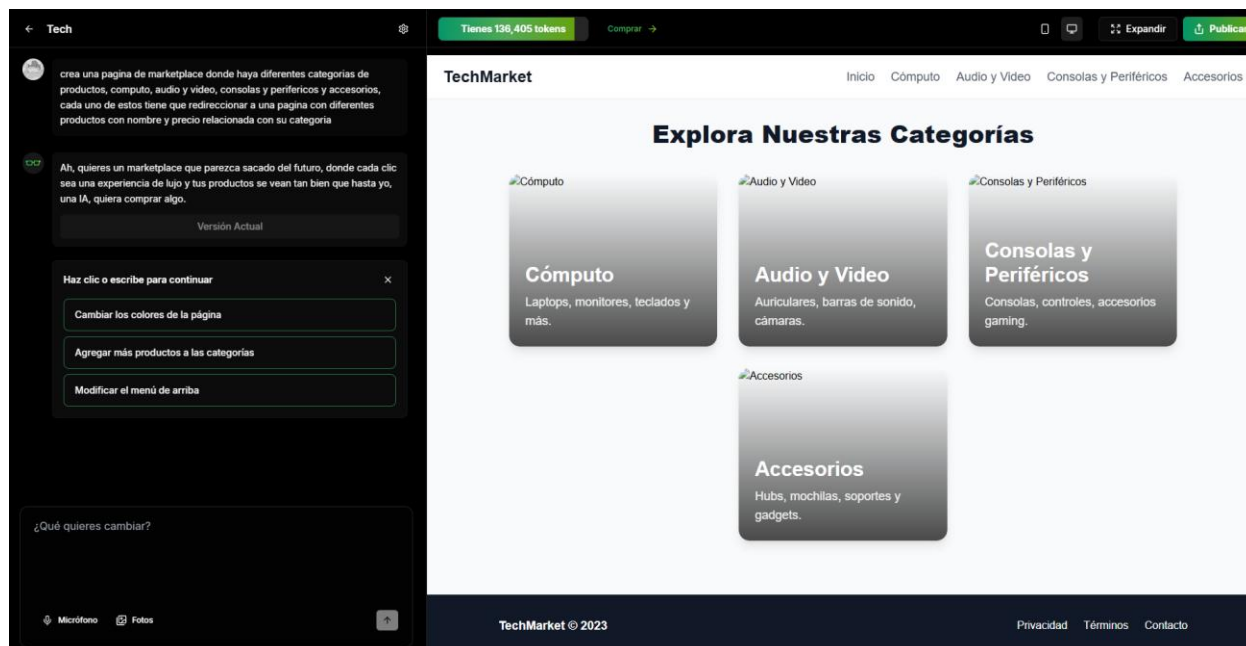 Tech
Tienes 136,405 tokens
Comprar
Expandir
Publicar
crea una pagina de marketplace donde haya diferentes categorias de
productos, computo, audio y video, consolas y perifericos y accesorios,
cada uno de estos tiene que redireccionar a una pagina con diferentes
productos con nombre y precio relacionada con su categoria
Ah, quieres un marketplace que parezca sacado del futuro, donde cada clic
sea una experiencia de lujo y tus productos se vean tan bien que hasta yo,
una IA, quiera comprar algo.
Versión Actual
Haz clic o escribe para continuar
Cambiar los colores de la página
Agregar más productos a las categorías
Modificar el menú de arriba
¿Qué quieres cambiar?
Micrófono
Fotos
TechMarket
Inicio
Cómputo
Audio y Video
Consolas y Periféricos
Accesorios
Explora Nuestras Categorías
Cómputo
Cómputo
Laptops, monitores, teclados y
más.
Audio y Video
Audio y Video
Auriculares, barras de sonido,
cámaras.
Consolas y Periféricos
Consolas y
Periféricos
Consolas, controles, accesorios
gaming.
Accesorios
Accesorios
Hubs, mochilas, soportes y
gadgets.
TechMarket © 2023
Privacidad
Términos
Contacto